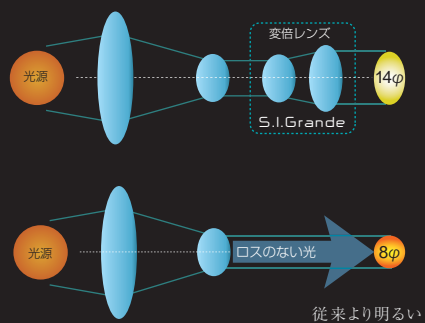 変倍レンズ
光源
14φ
S.I.Grande
光源
ロスのない光
8φ
従来より明るい